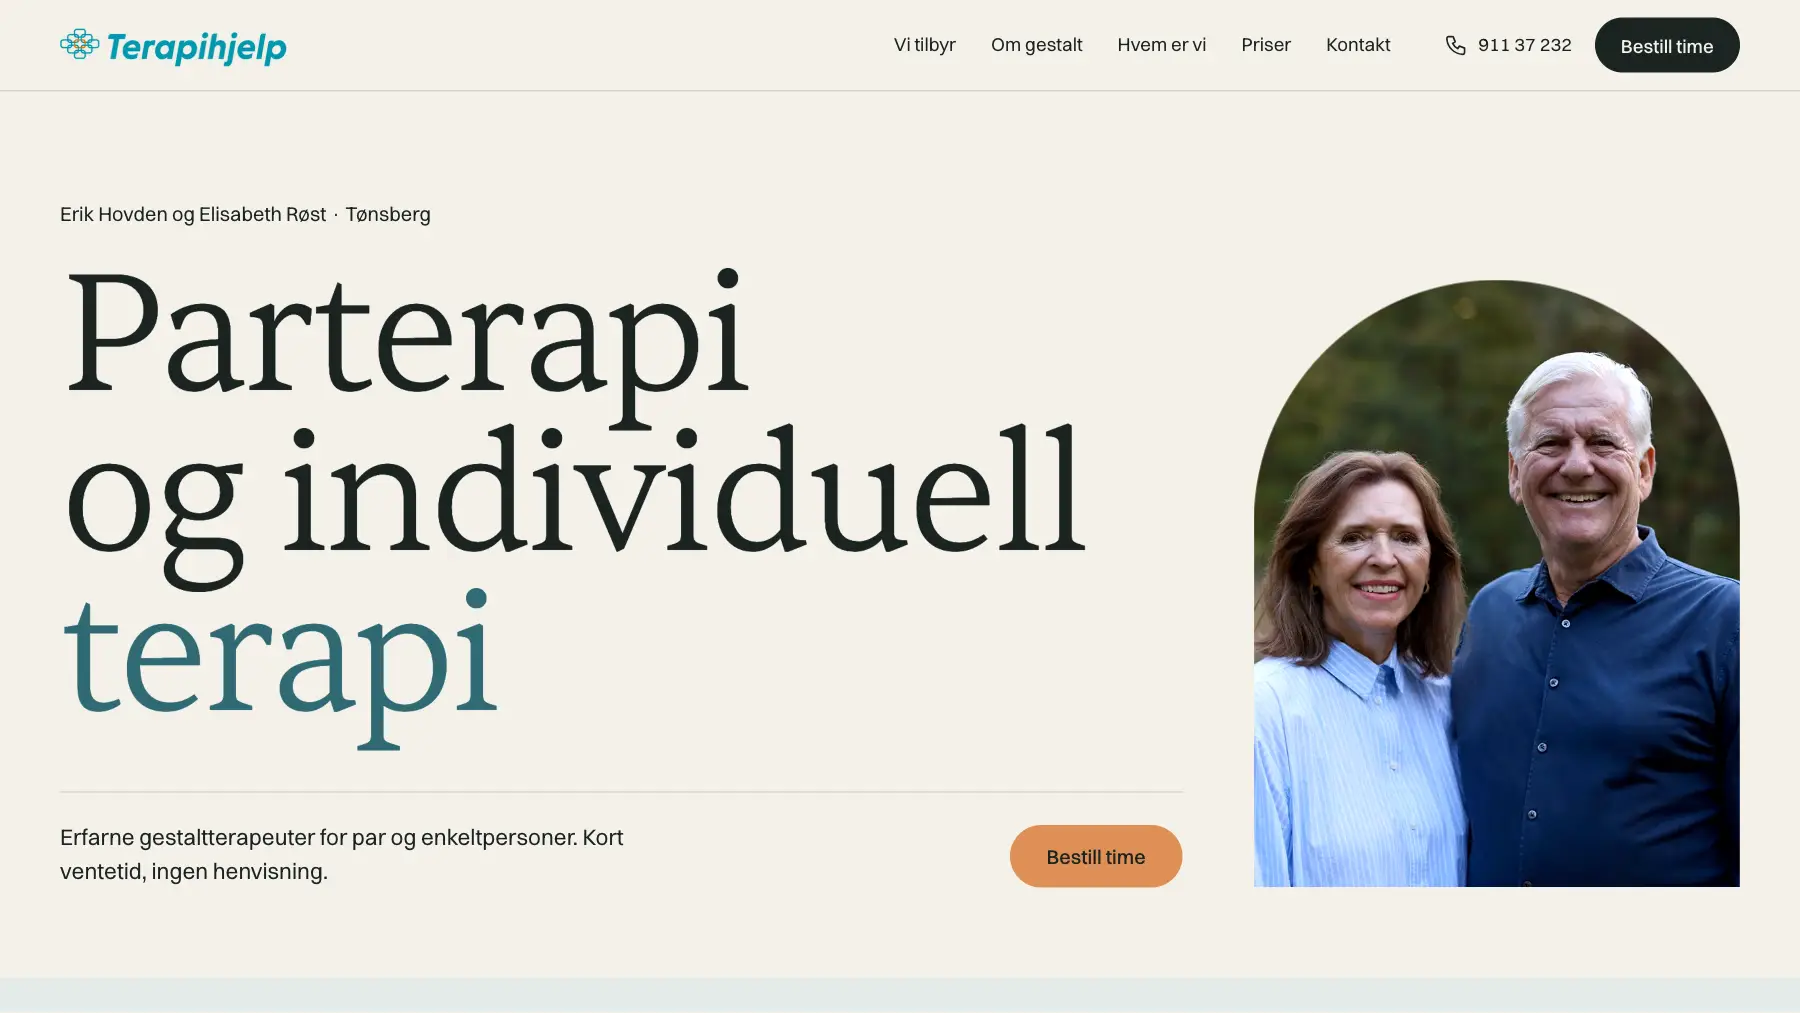 Terapihjelp
Vi tilbyr
Om gestalt
Hvem er vi
Priser
Kontakt
911 37 232
Bestill time
Erik Hovden og Elisabeth Røst · Tønsberg
Parterapi
og individuell
terapi
Erfarne gestaltterapeuter for par og enkeltpersoner. Kort
ventetid, ingen henvisning.
Bestill time